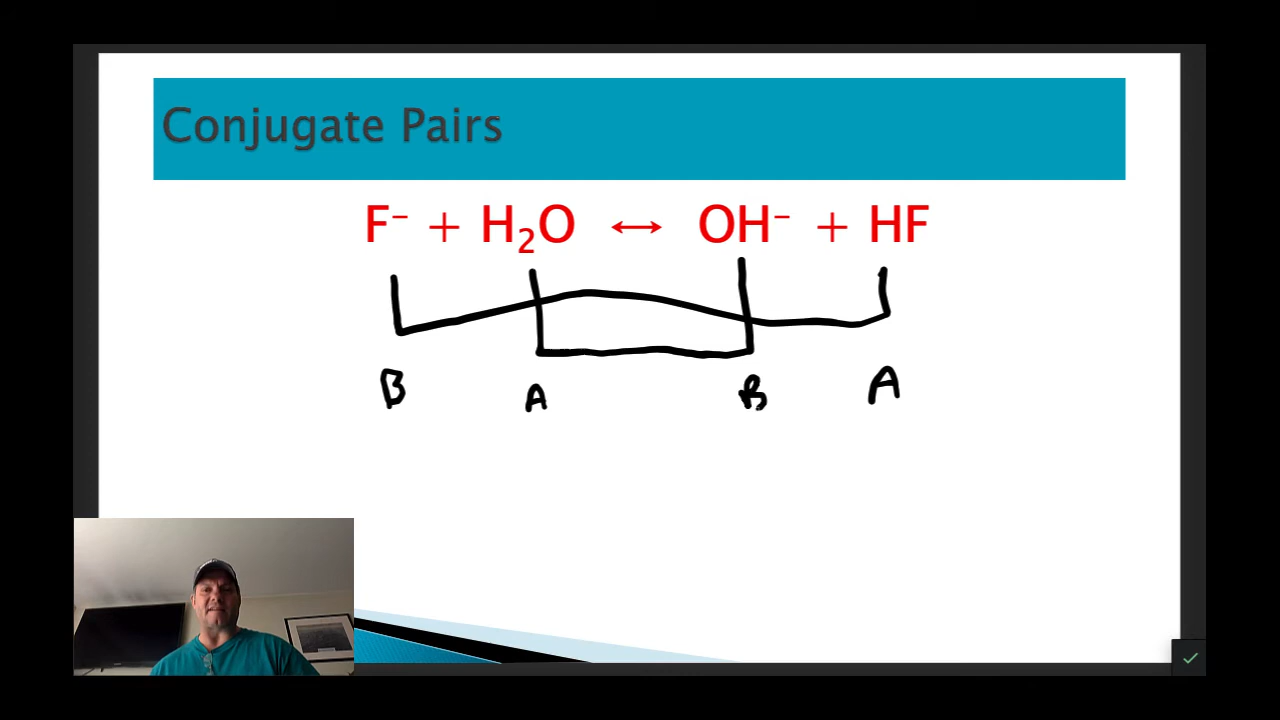 Conjugate Pairs
F⁻ + H₂O ↔ OH⁻ + HF
B A B A